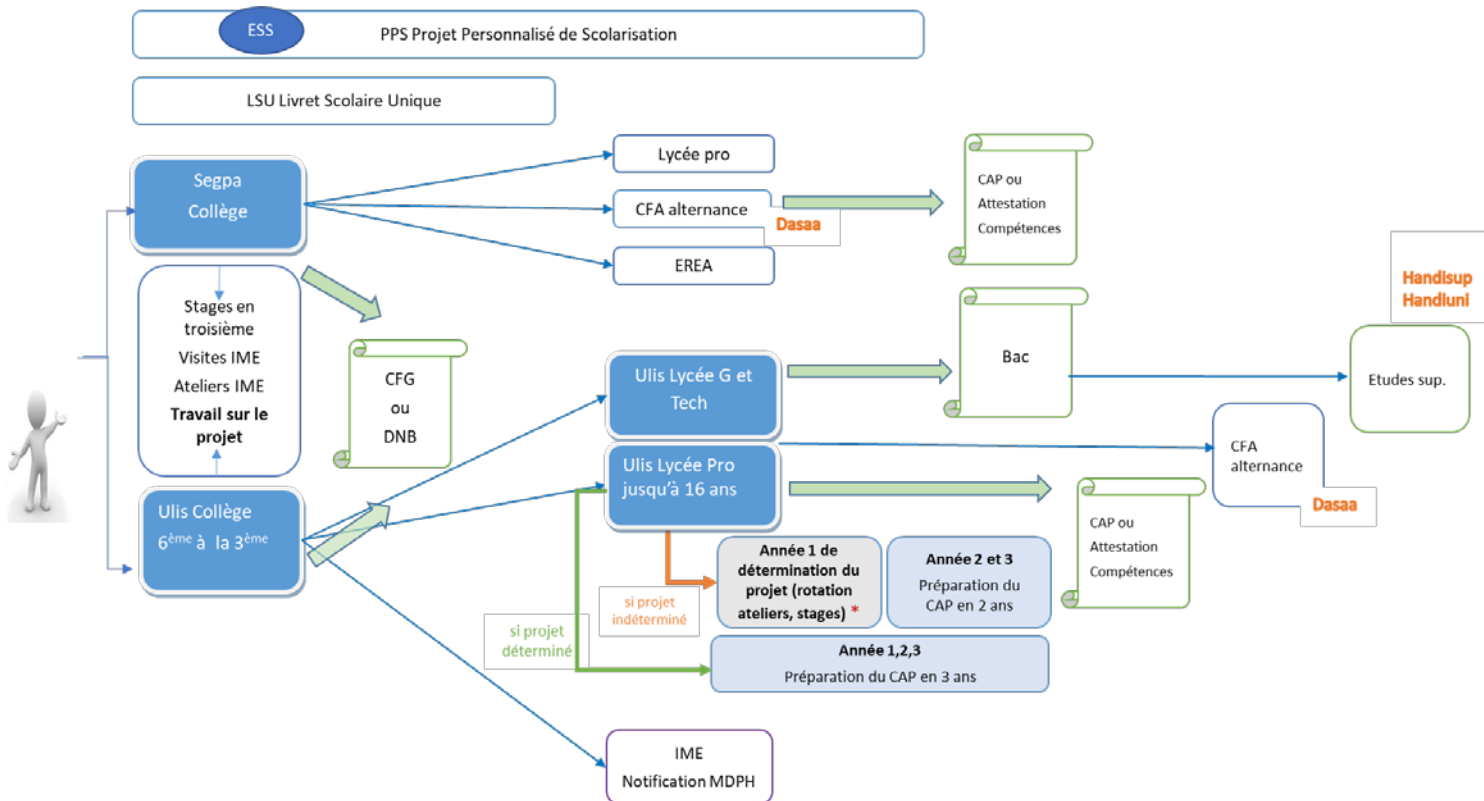 ESS
PPS Projet Personnalisé de Scolarisation
LSU Livret Scolaire Unique
Segpa
Collège
Lycée pro
CFA alternance
Dasaa
EREA
CAP ou
Attestation
Compétences
Stages en
troisième
Visites IME
Ateliers IME
Travail sur le
projet
CFG
ou
DNB
Ulis Collège
6ème à la 3ème
Ulis Lycée G et
Tech
Bac
Handisup
Handiuni
Etudes sup.
Ulis Lycée Pro
jusqu'à 16 ans
CFA
alternance
Dasaa
CAP ou
Attestation
Compétences
si projet
indéterminé
Année 1 de
détermination du
projet (rotation
ateliers, stages) *
Année 2 et 3
Préparation du
CAP en 2 ans
si projet
déterminé
Année 1,2,3
Préparation du CAP en 3 ans
IME
Notification MDPH